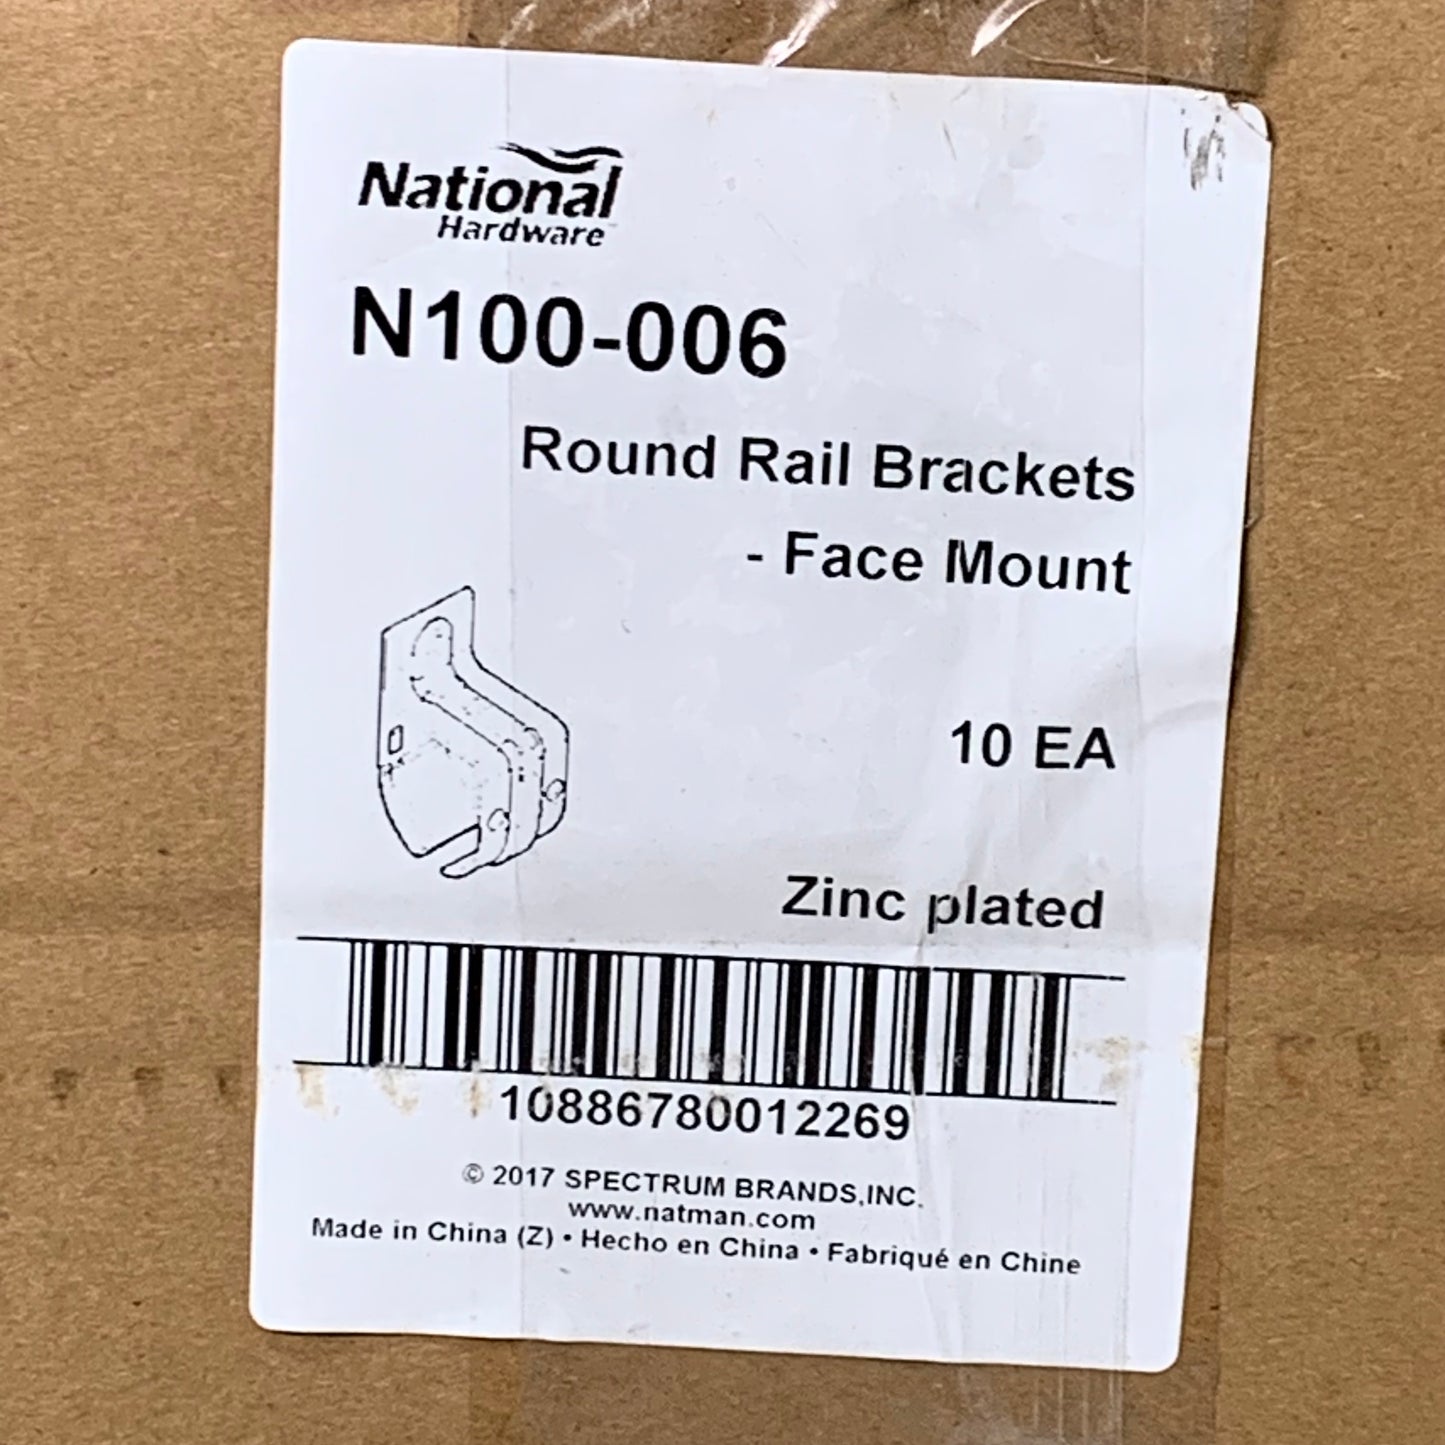 National
Hardware
N100-006
Round Rail Brackets
- Face Mount
10 EA
Zinc plated
10886780012269
© 2017 SPECTRUM BRANDS,INC.
www.natman.com
Made in China (Z) • Hecho en China • Fabriqué en Chine